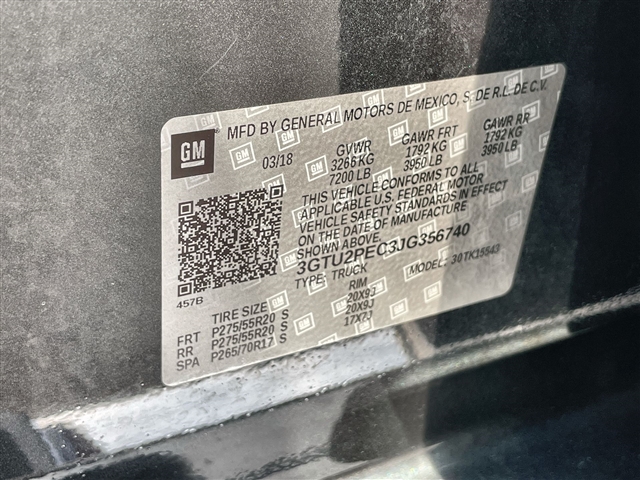 GM
MFD BY GENERAL MOTORS DE MEXICO, S. DE R.L. DE C.V.
03/18 GVWR GAWR FRT GAWR RR
3266 KG 1792 KG 1792 KG
7200 LB 3950 LB 3950 LB
THIS VEHICLE CONFORMS TO ALL
APPLICABLE U.S. FEDERAL MOTOR
VEHICLE SAFETY STANDARDS IN EFFECT
ON THE DATE OF MANUFACTURE
SHOWN ABOVE.
3GTU2PEC3JG356740
TYPE: TRUCK MODEL: 30TK15543
457B
TIRE SIZE RIM
FRT P275/55R20 S 20X9J
RR P275/55R20 S 20X9J
SPA P265/70R17 S 17X7J